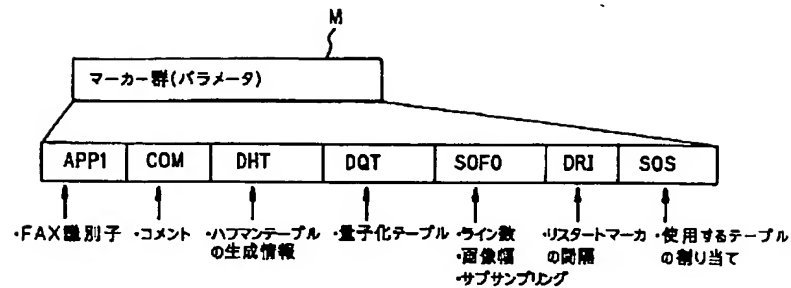 M
マーカー群(パラメータ)
APP1 COM DHT DQT SOF0 DRI SOS
・FAX識別子 ・コメント ・ハフマンテーブル の生成情報 ・量子化テーブル ・ライン数 ・画像幅 ・サブサンプリング ・リスタートマーカ の間隔 ・使用するテーブル の割り当て